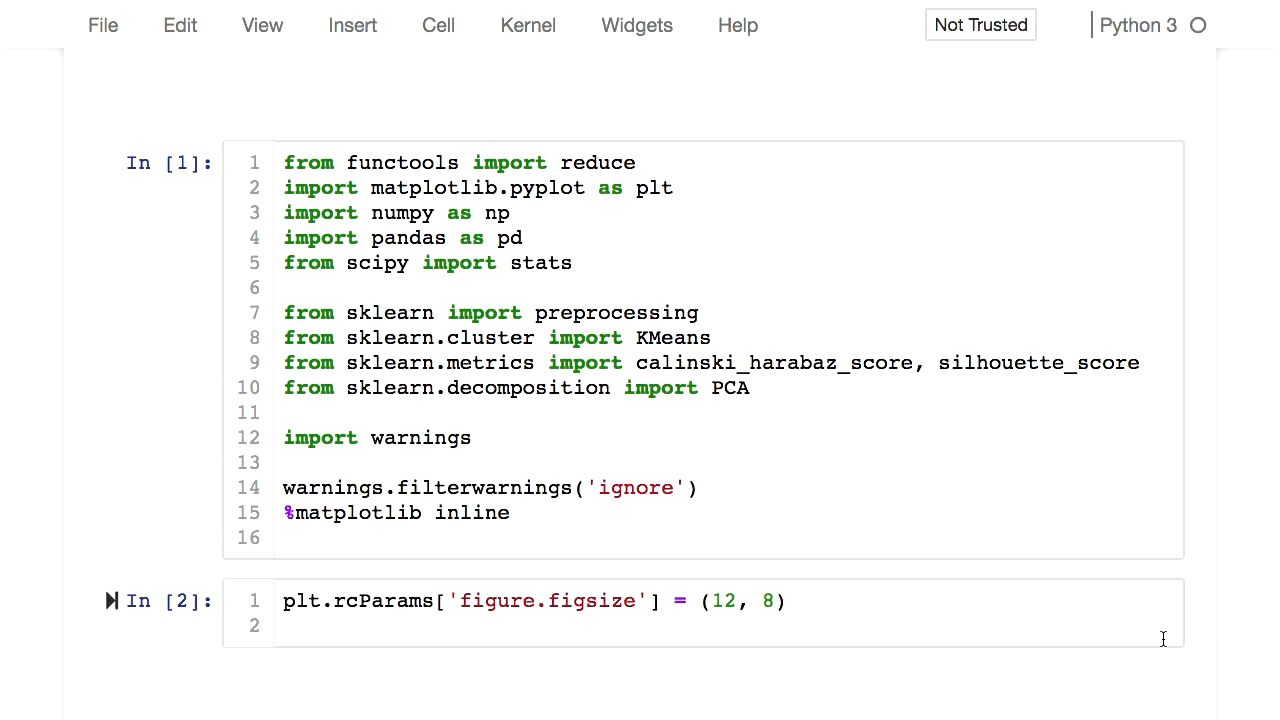 File Edit View Insert Cell Kernel Widgets Help Not Trusted Python 3
In [1]:
1 from functools import reduce
2 import matplotlib.pyplot as plt
3 import numpy as np
4 import pandas as pd
5 from scipy import stats
6
7 from sklearn import preprocessing
8 from sklearn.cluster import KMeans
9 from sklearn.metrics import calinski_harabaz_score, silhouette_score
10 from sklearn.decomposition import PCA
11
12 import warnings
13
14 warnings.filterwarnings('ignore')
15 %matplotlib inline
16
In [2]:
1 plt.rcParams['figure.figsize'] = (12, 8)
2